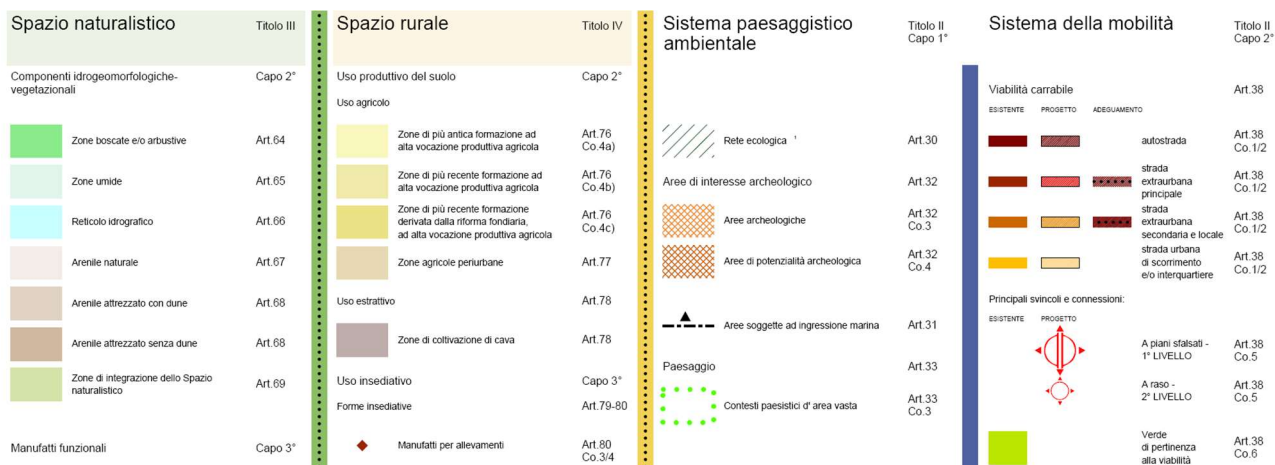 Spazio naturalistico Titolo III
Componenti idrogeomorfologiche- Capo 2°
vegetazionali
Zone boscate e/o arbustive Art.64
Zone umide Art.65
Reticolo idrografico Art.66
Arenile naturale Art.67
Arenile attrezzato con dune Art.68
Arenile attrezzato senza dune Art.68
Zone di integrazione dello Spazio Art.69
naturalistico
Manufatti funzionali Capo 3°
Spazio rurale Titolo IV
Uso produttivo del suolo Capo 2°
Uso agricolo
Zone di più antica formazione ad Art.76
alta vocazione produttiva agricola Co.4a)
Zone di più recente formazione ad Art.76
alta vocazione produttiva agricola Co.4b)
Zone di più recente formazione
derivata dalla riforma fondiaria, Art.76
ad alta vocazione produttiva agricola Co.4c)
Zone agricole periurbane Art.77
Uso estrattivo Art.78
Zone di coltivazione di cava Art.78
Uso insediativo Capo 3°
Forme insediative Art.79-80
Manufatti per allevamenti Art.80
Co.3/4
Sistema paesaggistico Titolo II
ambientale Capo 1°
Rete ecologica ' Art.30
Aree di interesse archeologico Art.32
Aree archeologiche Art.32
Co.3
Aree di potenzialità archeologica Art.32
Co.4
Aree soggette ad ingressione marina Art.31
Paesaggio Art.33
Contesti paesistici d' area vasta Art.33
Co.3
Sistema della mobilità Titolo II
Capo 2°
Viabilità carrabile Art.38
ESISTENTE PROGETTO ADEGUAMENTO
autostrada Art.38
Co.1/2
strada
extraurbana Art.38
principale Co.1/2
strada
extraurbana Art.38
secondaria e locale Co.1/2
strada urbana
di scorrimento Art.38
e/o interquartiere Co.1/2
Principali svincoli e connessioni:
ESISTENTE PROGETTO
A piani sfalsati - Art.38
1° LIVELLO Co.5
A raso - Art.38
2° LIVELLO Co.5
Verde
di pertinenza Art.38
alla viabilità Co.6